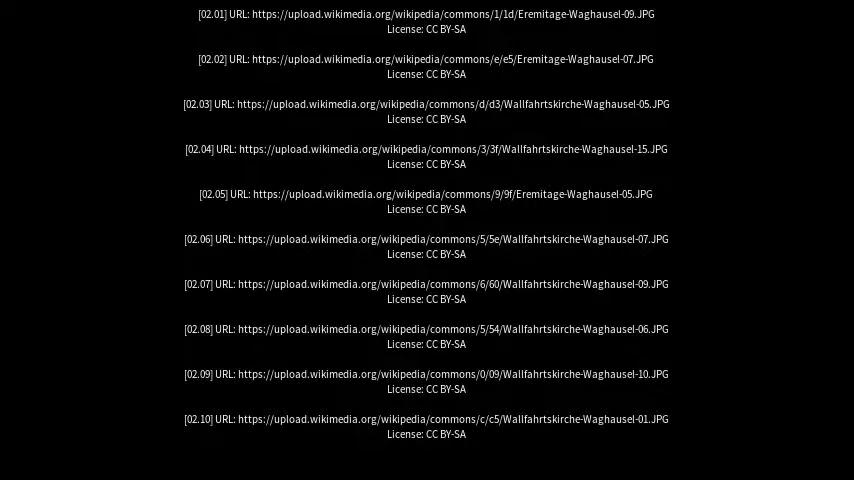 [02.01] URL: https://upload.wikimedia.org/wikipedia/commons/1/1d/Eremitage-Waghausel-09.JPG
License: CC BY-SA
[02.02] URL: https://upload.wikimedia.org/wikipedia/commons/e/e5/Eremitage-Waghausel-07.JPG
License: CC BY-SA
[02.03] URL: https://upload.wikimedia.org/wikipedia/commons/d/d3/Wallfahrtskirche-Waghausel-05.JPG
License: CC BY-SA
[02.04] URL: https://upload.wikimedia.org/wikipedia/commons/3/3f/Wallfahrtskirche-Waghausel-15.JPG
License: CC BY-SA
[02.05] URL: https://upload.wikimedia.org/wikipedia/commons/9/9f/Eremitage-Waghausel-05.JPG
License: CC BY-SA
[02.06] URL: https://upload.wikimedia.org/wikipedia/commons/5/5e/Wallfahrtskirche-Waghausel-07.JPG
License: CC BY-SA
[02.07] URL: https://upload.wikimedia.org/wikipedia/commons/6/60/Wallfahrtskirche-Waghausel-09.JPG
License: CC BY-SA
[02.08] URL: https://upload.wikimedia.org/wikipedia/commons/5/54/Wallfahrtskirche-Waghausel-06.JPG
License: CC BY-SA
[02.09] URL: https://upload.wikimedia.org/wikipedia/commons/0/09/Wallfahrtskirche-Waghausel-10.JPG
License: CC BY-SA
[02.10] URL: https://upload.wikimedia.org/wikipedia/commons/c/c5/Wallfahrtskirche-Waghausel-01.JPG
License: CC BY-SA